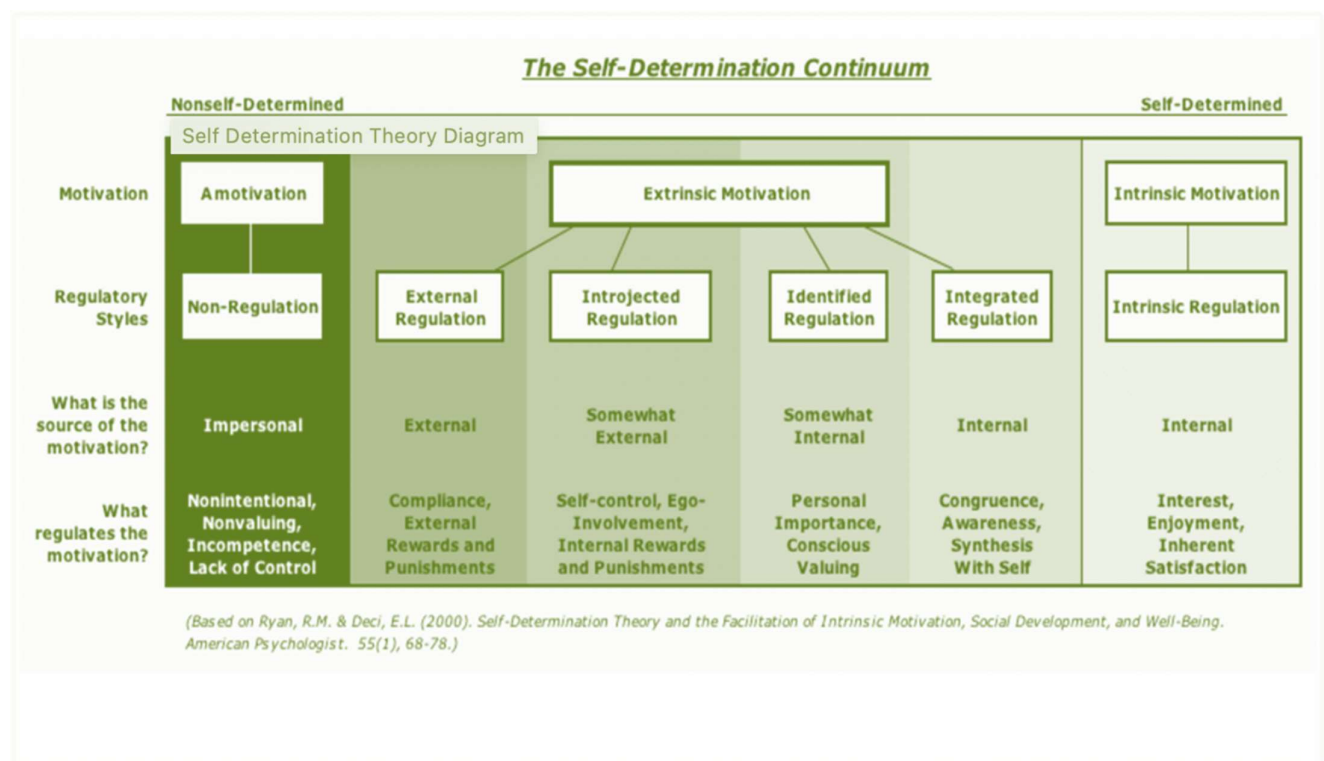 The Self-Determination Continuum
Nonself-Determined
Self-Determined
Self Determination Theory Diagram
Motivation
Amotivation
Extrinsic Motivation
Intrinsic Motivation
Regulatory
Styles
Non-Regulation
External
Regulation
Introjected
Regulation
Identified
Regulation
Integrated
Regulation
Intrinsic Regulation
What is the
source of the
motivation?
Impersonal
External
Somewhat
External
Somewhat
Internal
Internal
Internal
What
regulates the
motivation?
Nonintentional,
Nonvaluing,
Incompetence,
Lack of Control
Compliance,
External
Rewards and
Punishments
Self-control, Ego-
Involvement,
Internal Rewards
and Punishments
Personal
Importance,
Conscious
Valuing
Congruence,
Awareness,
Synthesis
With Self
Interest,
Enjoyment,
Inherent
Satisfaction
(Based on Ryan, R.M. & Deci, E.L. (2000). Self-Determination Theory and the Facilitation of Intrinsic Motivation, Social Development, and Well-Being.
American Psychologist. 55(1), 68-78.)